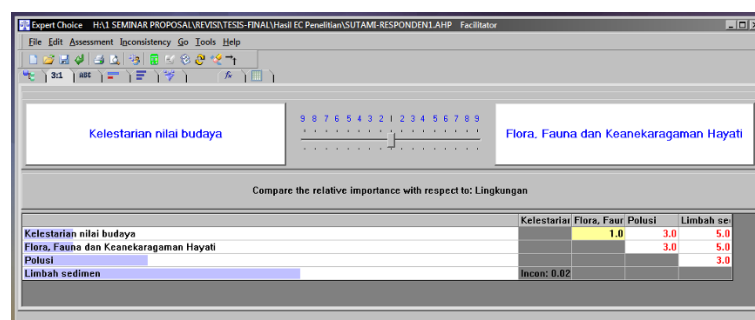 Expert Choice H:\1 SEMINAR PROPOSAL\REVISI\TESIS-FINAL\Hasil EC Penelitian\SUTAMI-RESPONDEN1.AHP Facilitator
File Edit Assessment Inconsistency Go Tools Help
3:1 ABC
Kelestarian nilai budaya
9 8 7 6 5 4 3 2 1 2 3 4 5 6 7 8 9
Flora, Fauna dan Keanekaragaman Hayati
Compare the relative importance with respect to: Lingkungan
Kelestariar Flora, Faur Polusi Limbah se
Kelestarian nilai budaya 1.0 3.0 5.0
Flora, Fauna dan Keanekaragaman Hayati 3.0 5.0
Polusi 3.0
Limbah sedimen Incon: 0.02